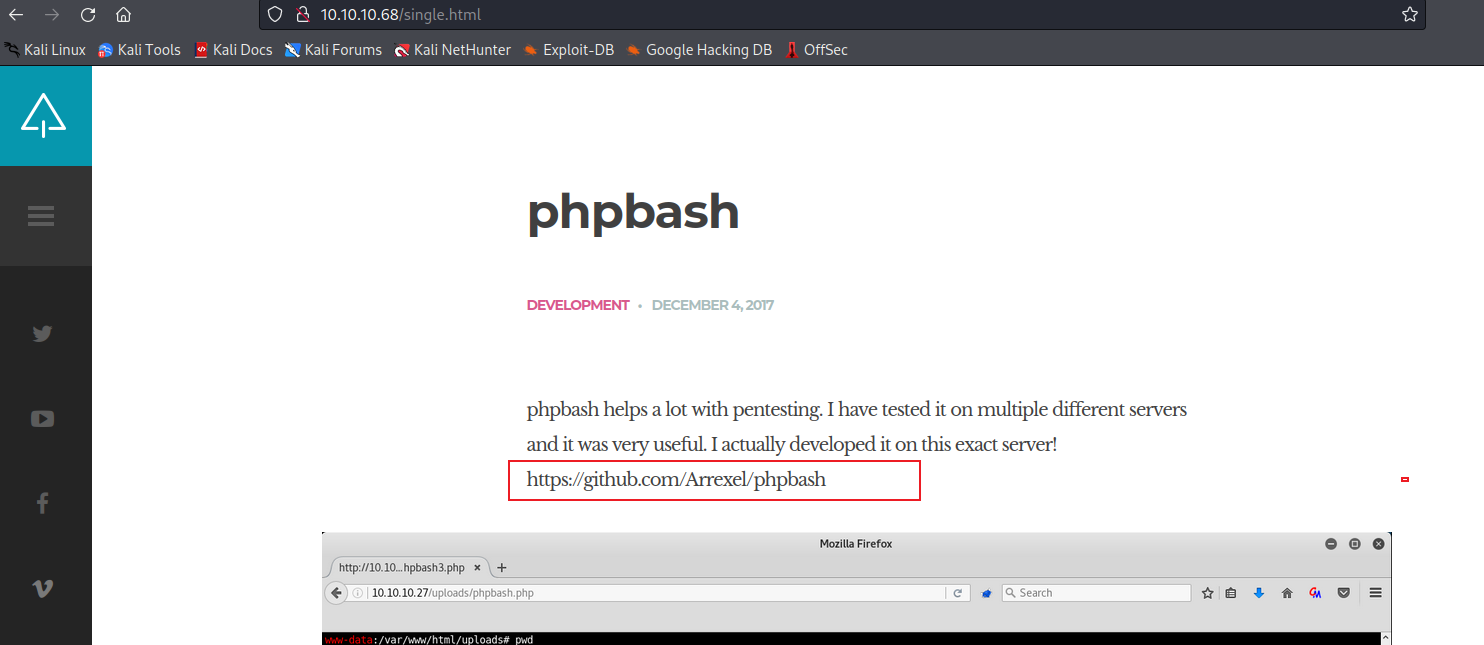 10.10.10.68/single.html
Kali Linux Kali Tools Kali Docs Kali Forums Kali NetHunter Exploit-DB Google Hacking DB OffSec
phpbash
DEVELOPMENT • DECEMBER 4, 2017
phpbash helps a lot with pentesting. I have tested it on multiple different servers
and it was very useful. I actually developed it on this exact server!
https://github.com/Arrexel/phpbash
Mozilla Firefox
http://10.10...hpbash3.php
10.10.10.27/uploads/phpbash.php Search
www-data:/var/www/html/uploads# pwd